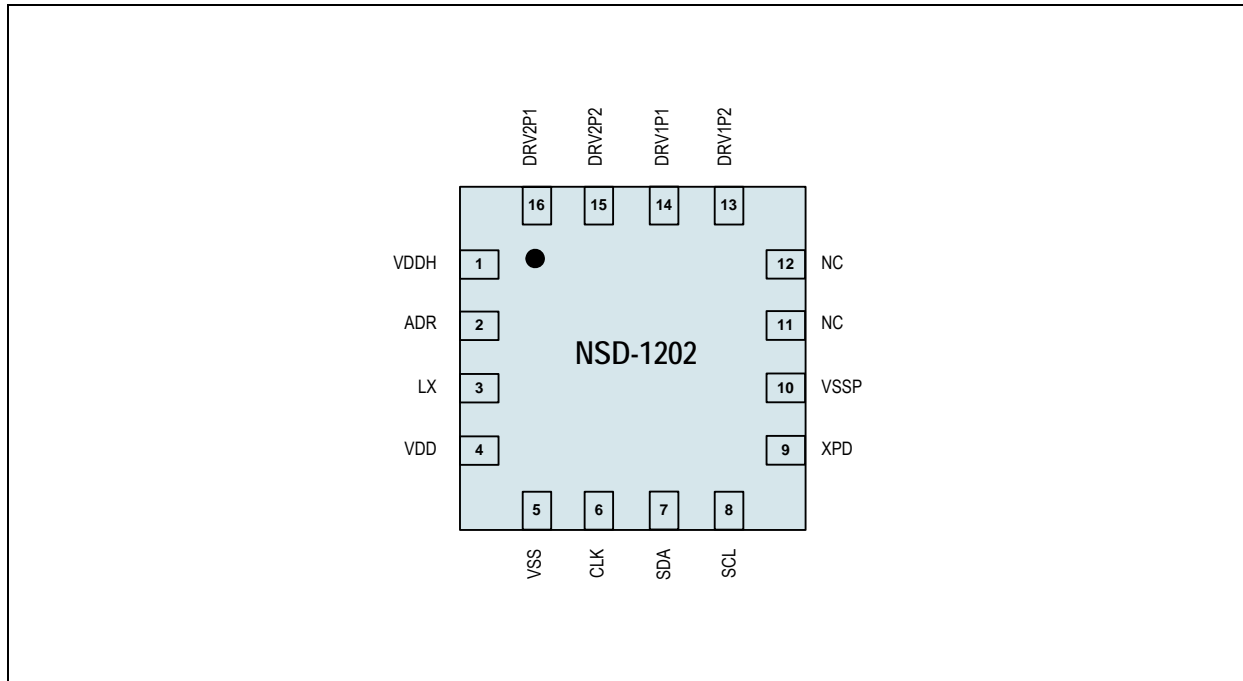 DRV2P1
DRV2P2
DRV1P1
DRV1P2
16
15
14
13
VDDH
1
12
NC
ADR
2
11
NC
NSD-1202
LX
3
10
VSSP
VDD
4
9
XPD
5
6
7
8
VSS
CLK
SDA
SCL